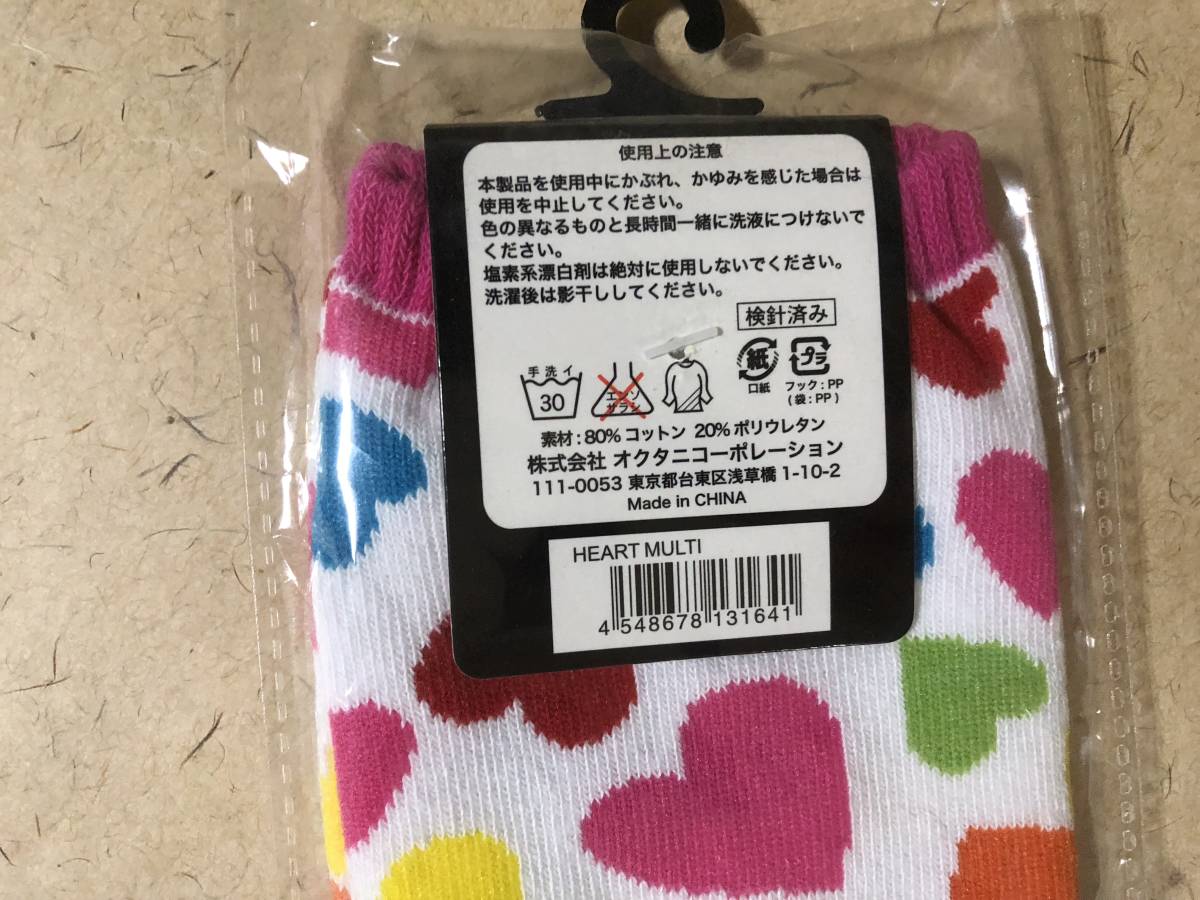 使用上の注意
本製品を使用中にかぶれ、かゆみを感じた場合は
使用を中止してください。
色の異なるものと長時間一緒に洗液につけないで
ください。
塩素系漂白剤は絶対に使用しないでください。
洗濯後は影干ししてください。
検針済み
手洗イ
30
エンソ
サラシ
紙
プラ
口紙
フック:PP
(袋:PP)
素材:80% コットン 20% ポリウレタン
株式会社 オクタニコーポレーション
111-0053 東京都台東区浅草橋 1-10-2
Made in CHINA
HEART MULTI
4 548678 131641